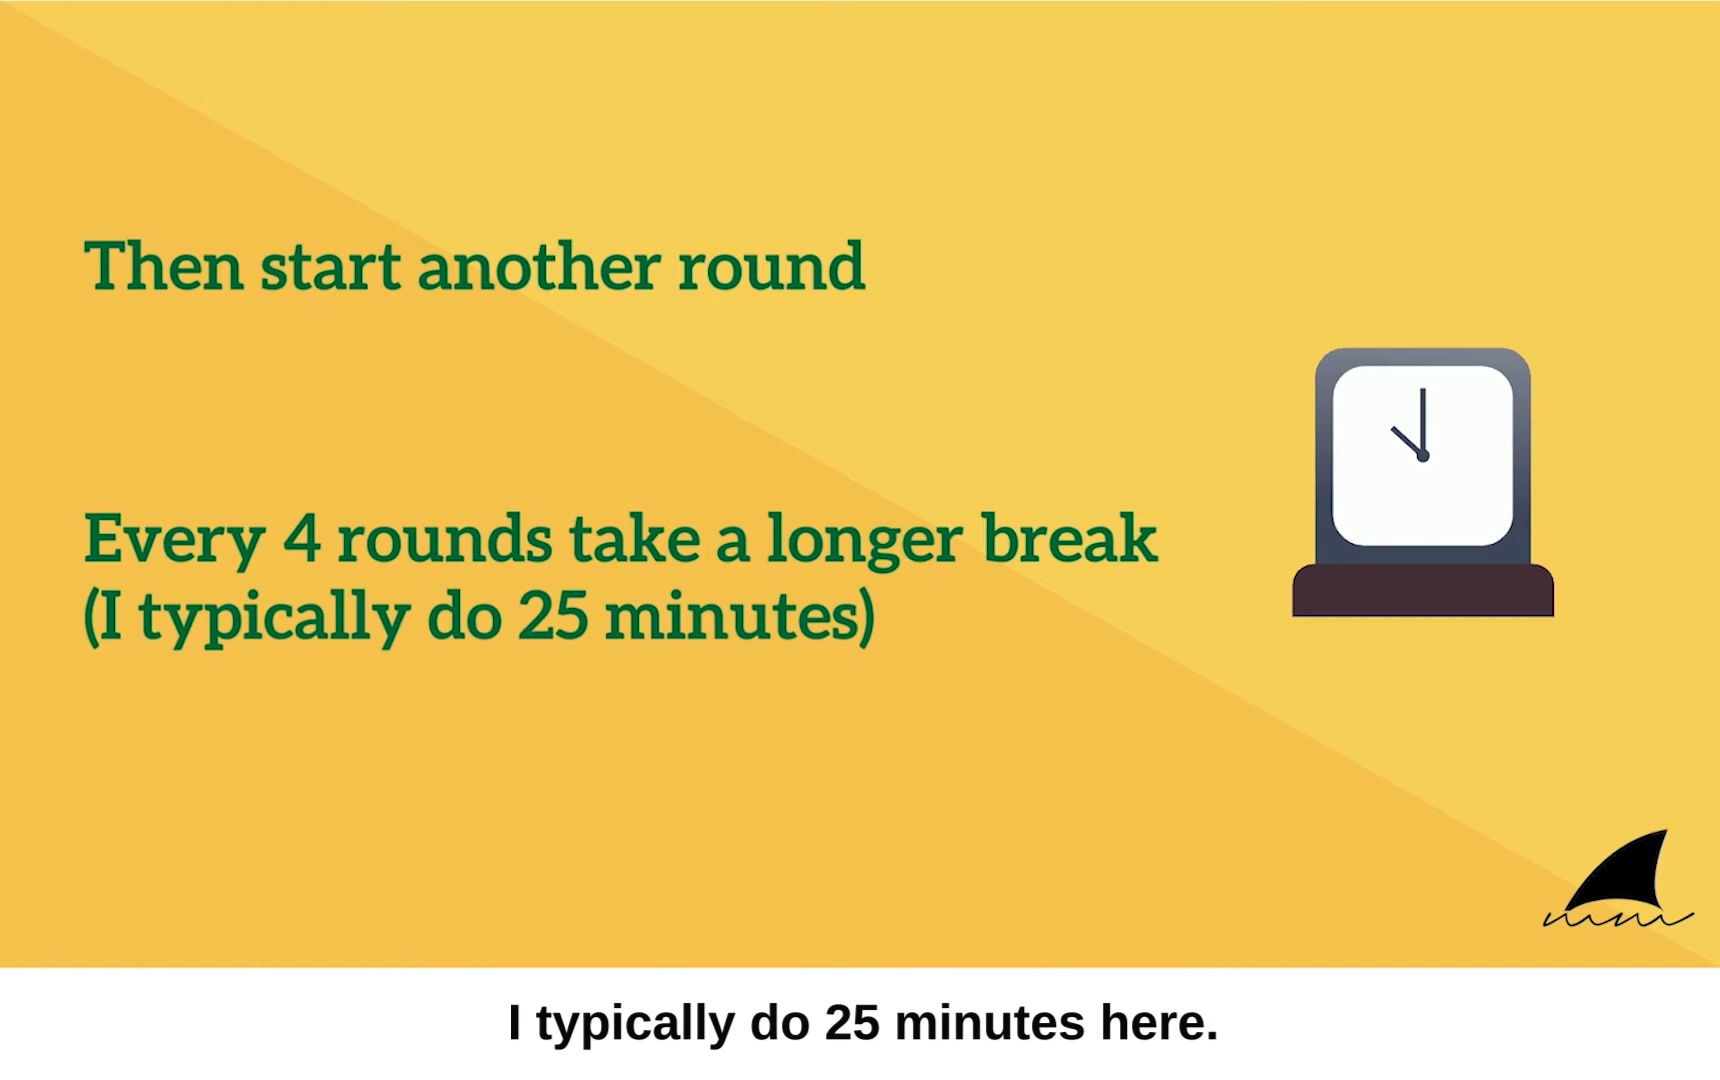 Then start another round
Every 4 rounds take a longer break
(I typically do 25 minutes)
I typically do 25 minutes here.